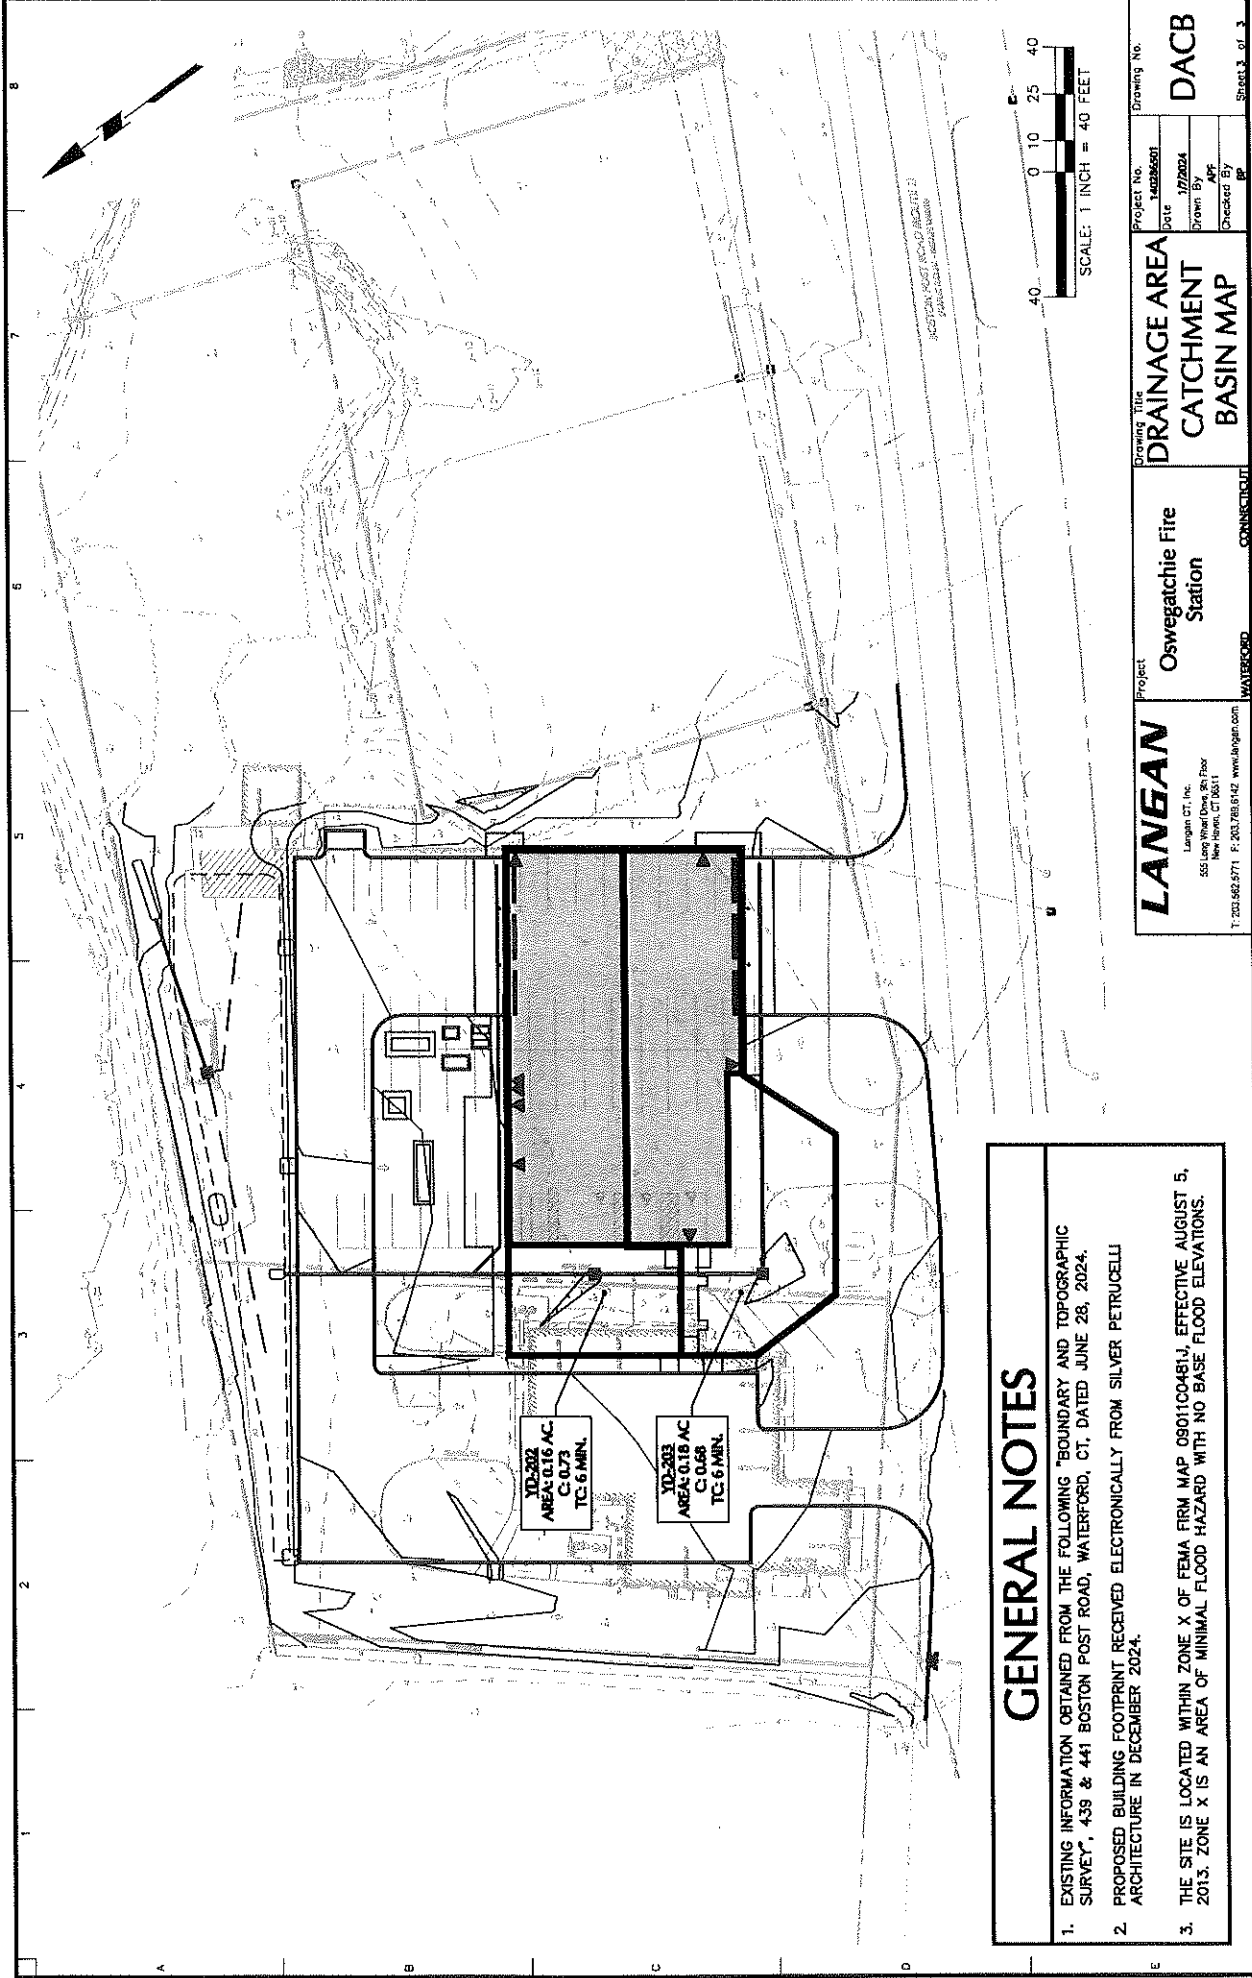 1
2
3
4
5
6
7
8
A
B
C
D
E
YD-202
AREA: 0.16 AC.
C: 0.73
TC: 6 MIN.
YD-203
AREA: 0.18 AC
C: 0.68
TC: 6 MIN.
40 0 10 25 40
SCALE: 1 INCH = 40 FEET
GENERAL NOTES
1. EXISTING INFORMATION OBTAINED FROM THE FOLLOWING "BOUNDARY AND TOPOGRAPHIC
SURVEY", 439 & 441 BOSTON POST ROAD, WATERFORD, CT, DATED JUNE 28, 2024.
2. PROPOSED BUILDING FOOTPRINT RECEIVED ELECTRONICALLY FROM SILVER PETRUCELLI
ARCHITECTURE IN DECEMBER 2024.
3. THE SITE IS LOCATED WITHIN ZONE X OF FEMA FIRM MAP 09011C0481J, EFFECTIVE AUGUST 5,
2013. ZONE X IS AN AREA OF MINIMAL FLOOD HAZARD WITH NO BASE FLOOD ELEVATIONS.
LANGAN
Langan CT, Inc.
555 Long Wharf Drive, 9th Floor
New Haven, CT 06511
T: 203.562.5771 F: 203.789.6142 www.langan.com
Project
Oswegatchie Fire
Station
WATERFORD CONNECTICUT
Drawing Title
DRAINAGE AREA
CATCHMENT
BASIN MAP
Project No.
140286501
Date
1/7/2024
Drawn By
APF
Checked By
BP
Drawing No.
DACB
Sheet 3 of 3